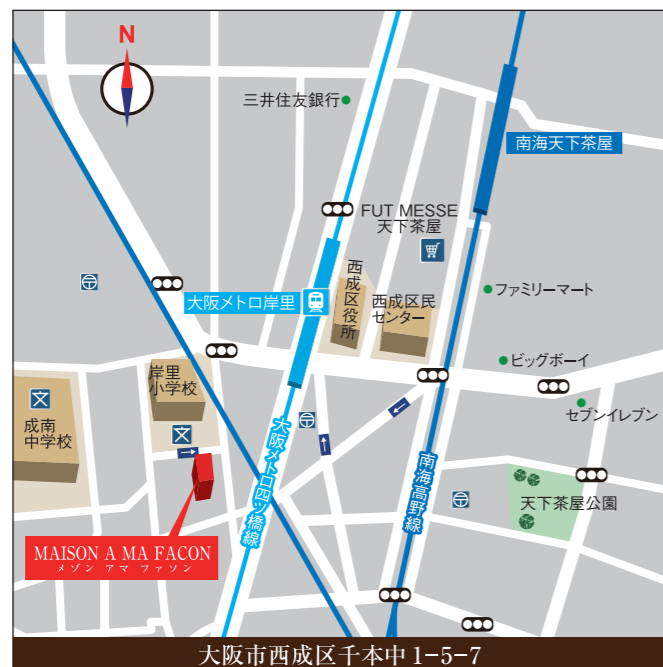 N
三井住友銀行
南海天下茶屋
FUT MESSE
天下茶屋
西成区役所
西成区民
センター
大阪メトロ岸里
ファミリーマート
ビッグボーイ
セブンイレブン
岸里
小学校
文
成南
中学校
文
大阪メトロ四ツ橋線
南海高野線
天下茶屋公園
MAISON A MA FACON
メゾン アマ ファソン
大阪市西成区千本中1-5-7